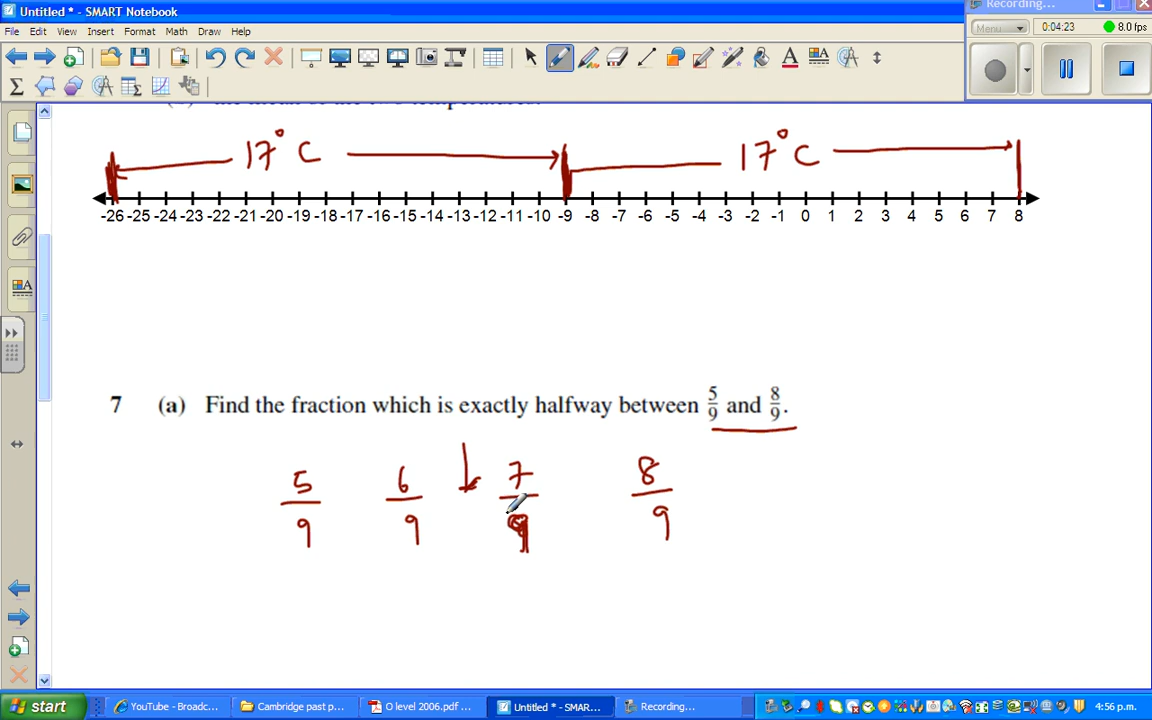 Untitled * - SMART Notebook
Recording...
File Edit View Insert Format Math Draw Help
Menu
0:04:23
8.0 fps
17°C
17°C
-26 -25 -24 -23 -22 -21 -20 -19 -18 -17 -16 -15 -14 -13 -12 -11 -10 -9 -8 -7 -6 -5 -4 -3 -2 -1 0 1 2 3 4 5 6 7 8
7 (a) Find the fraction which is exactly halfway between 5/9 and 8/9.
5 6 7 8
9 9 9 9
start
YouTube - Broadc...
Cambridge past p...
O level 2006.pdf ...
Untitled * - SMAR...
Recording...
4:56 p.m.